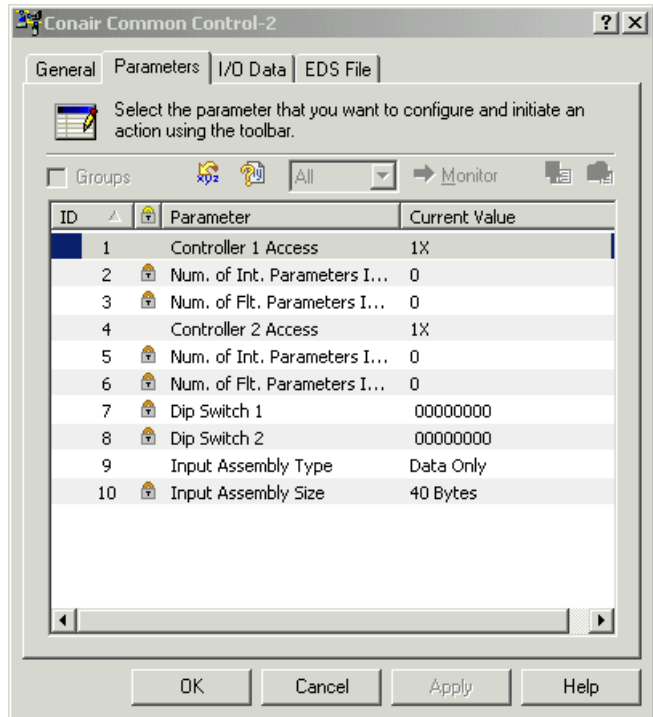 Conair Common Control-2
General Parameters I/O Data EDS File
Select the parameter that you want to configure and initiate an
action using the toolbar.
Groups xyz All Monitor
ID Parameter Current Value
1 Controller 1 Access 1X
2 Num. of Int. Parameters I... 0
3 Num. of Flt. Parameters I... 0
4 Controller 2 Access 1X
5 Num. of Int. Parameters I... 0
6 Num. of Flt. Parameters I... 0
7 Dip Switch 1 00000000
8 Dip Switch 2 00000000
9 Input Assembly Type Data Only
10 Input Assembly Size 40 Bytes
OK Cancel Apply Help